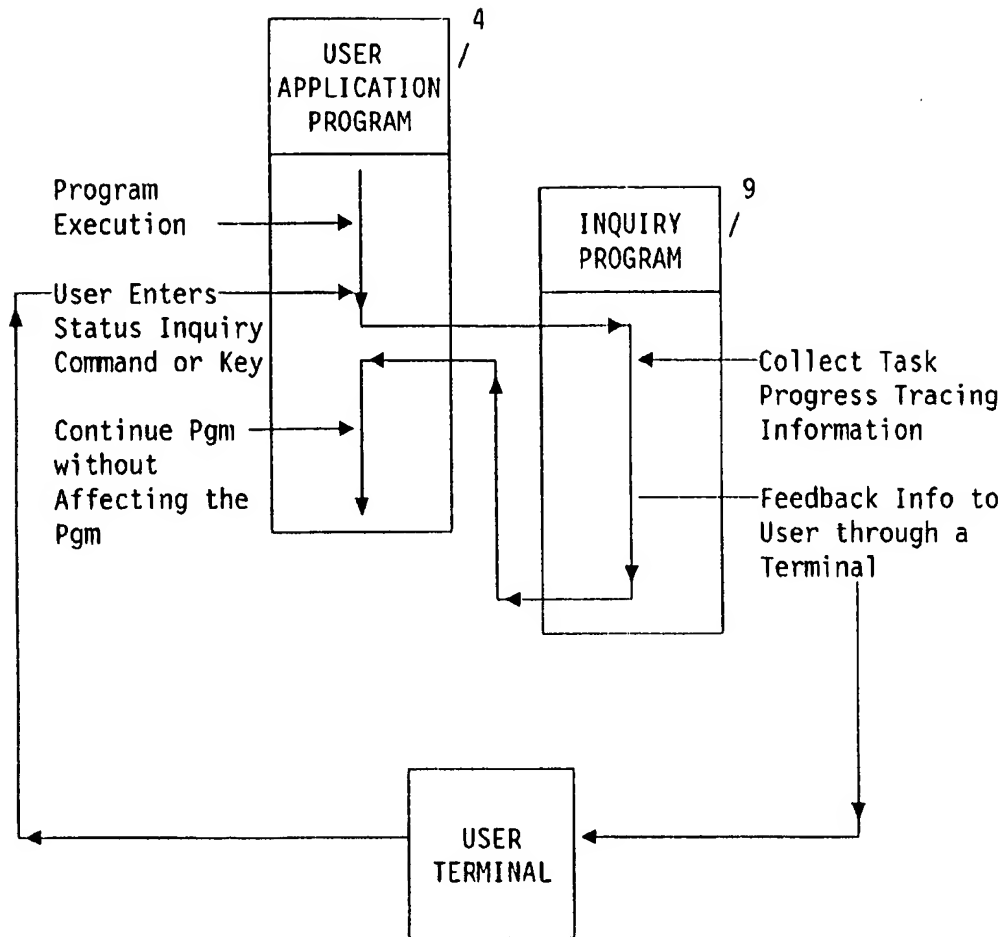 4
/
USER
APPLICATION
PROGRAM
Program
Execution
9
/
INQUIRY
PROGRAM
User Enters
Status Inquiry
Command or Key
Collect Task
Progress Tracing
Information
Continue Pgm
without
Affecting the
Pgm
Feedback Info to
User through a
Terminal
USER
TERMINAL